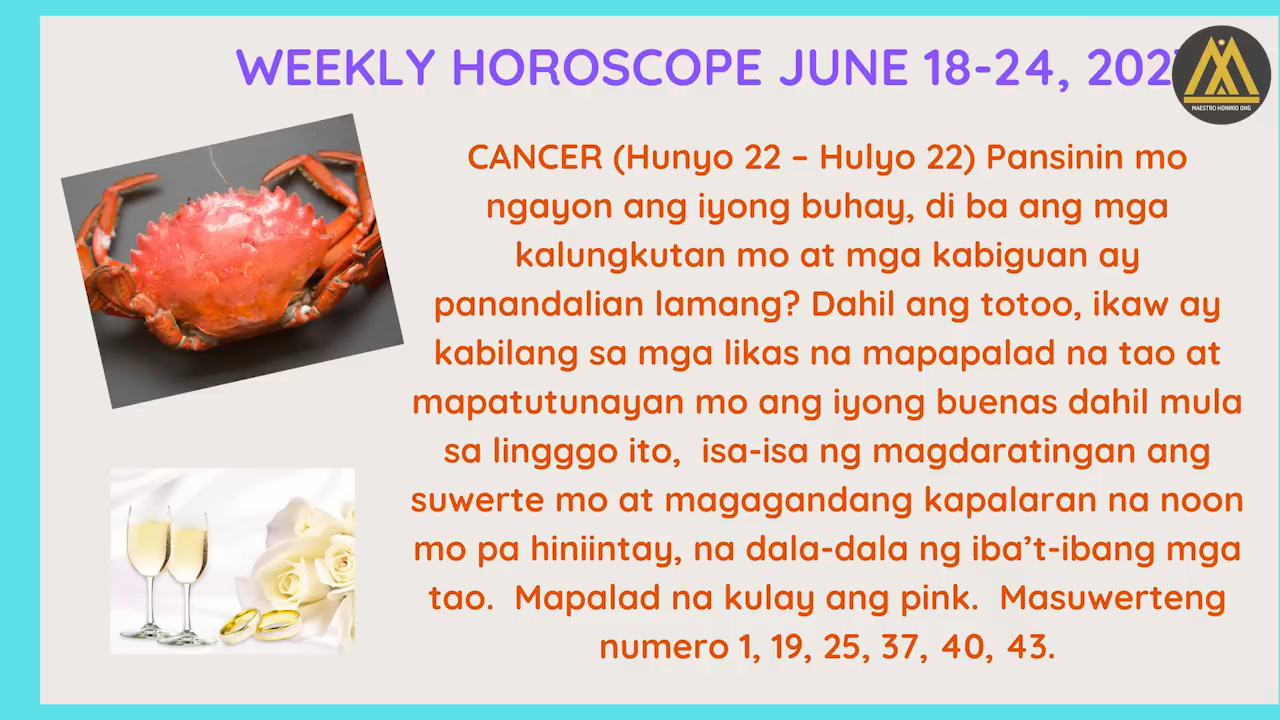 WEEKLY HOROSCOPE JUNE 18-24, 202
MAESTRO HONORIO ONG
CANCER (Hunyo 22 – Hulyo 22) Pansinin mo
ngayon ang iyong buhay, di ba ang mga
kalungkutan mo at mga kabiguan ay
panandalian lamang? Dahil ang totoo, ikaw ay
kabilang sa mga likas na mapapalad na tao at
mapatutunayan mo ang iyong buenas dahil mula
sa lingggo ito, isa-isa ng magdaratingan ang
suwerte mo at magagandang kapalaran na noon
mo pa hiniintay, na dala-dala ng iba’t-ibang mga
tao. Mapalad na kulay ang pink. Masuwerteng
numero 1, 19, 25, 37, 40, 43.